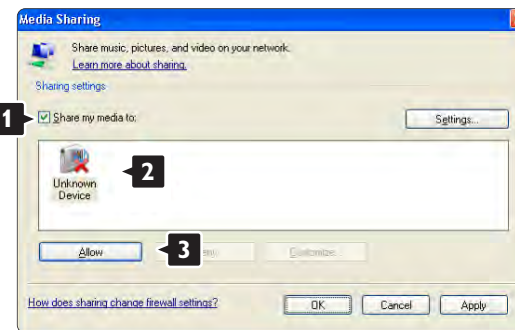 Media Sharing
Share music, pictures, and video on your network.
Learn more about sharing.
Sharing settings
1
Share my media to:
Settings...
Unknown
Device
2
Allow
3
Customize...
How does sharing change firewall settings?
OK
Cancel
Apply